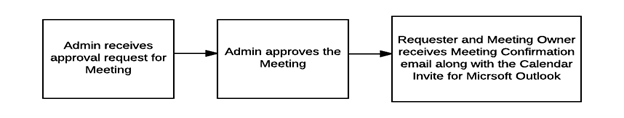 Admin receives
approval request for
Meeting
Admin approves the
Meeting
Requester and Meeting Owner
receives Meeting Confirmation
email along with the Calendar
Invite for Micrsoft Outlook